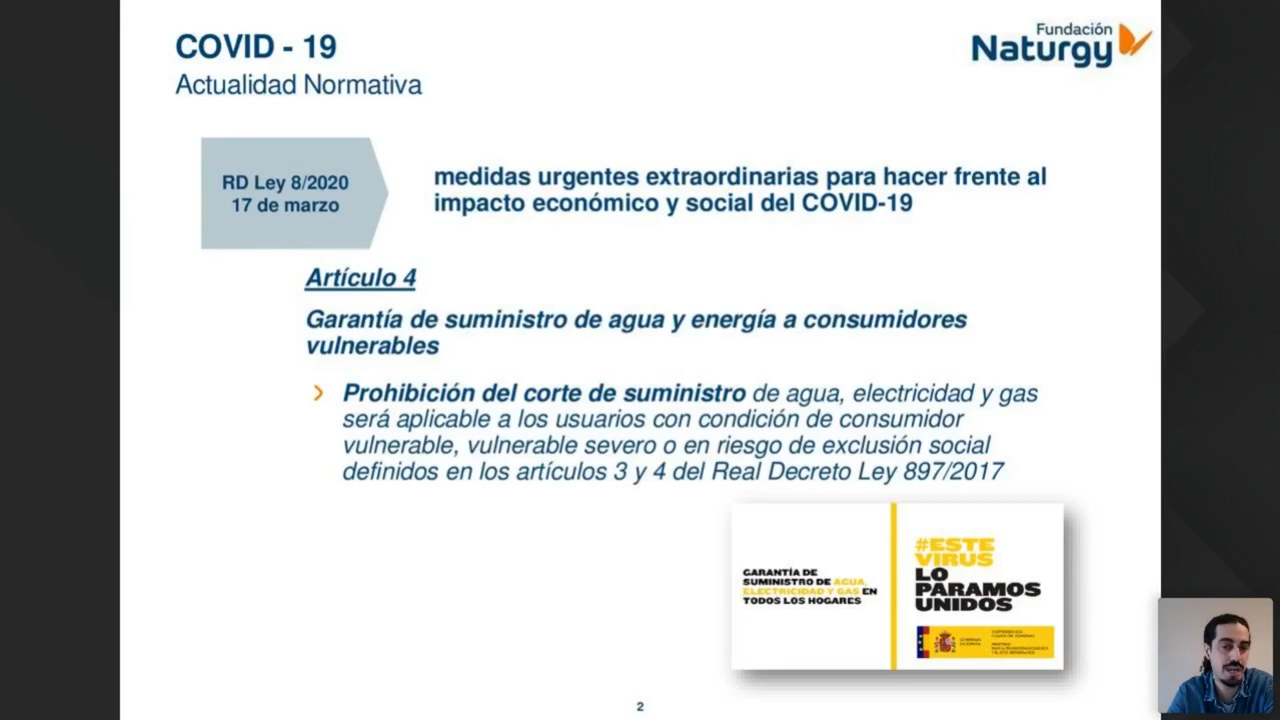 COVID - 19
Actualidad Normativa
Fundación
Naturgy
RD Ley 8/2020
17 de marzo
medidas urgentes extraordinarias para hacer frente al
impacto económico y social del COVID-19
Artículo 4
Garantía de suministro de agua y energía a consumidores
vulnerables
Prohibición del corte de suministro de agua, electricidad y gas
será aplicable a los usuarios con condición de consumidor
vulnerable, vulnerable severo o en riesgo de exclusión social
definidos en los artículos 3 y 4 del Real Decreto Ley 897/2017
GARANTÍA DE
SUMINISTRO DE AGUA,
ELECTRICIDAD Y GAS EN
TODOS LOS HOGARES
#ESTE
VIRUS
LO
PARAMOS
UNIDOS
GOBIERNO
DE ESPAÑA
2